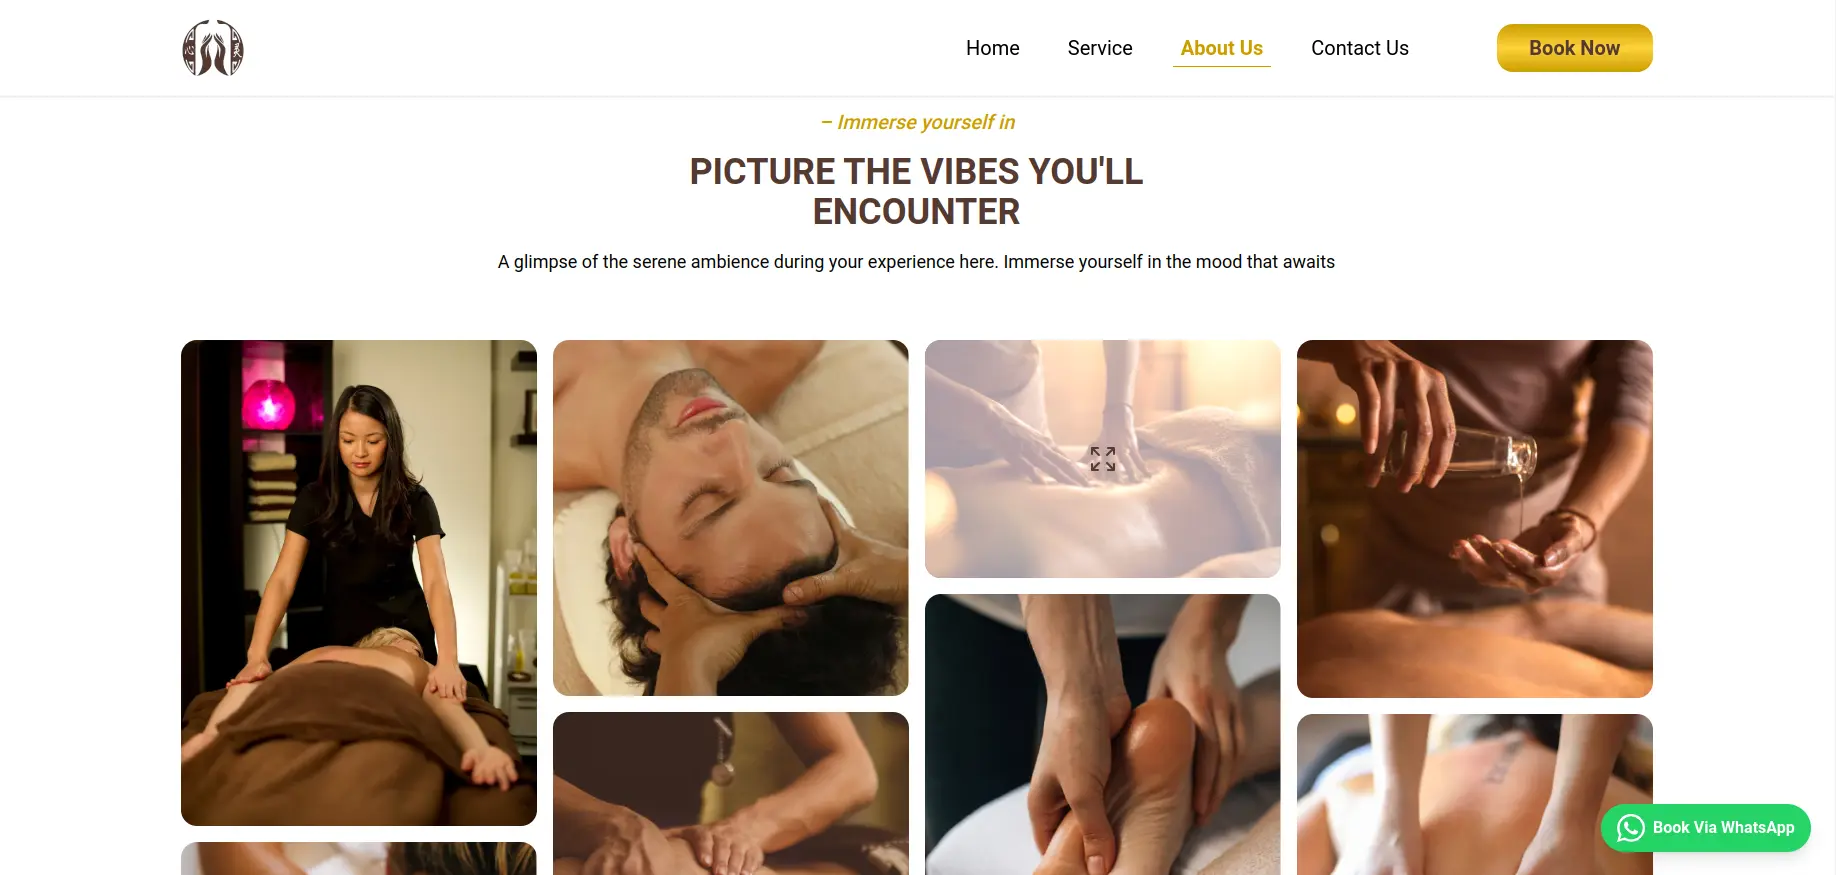 Home
Service
About Us
Contact Us
Book Now
– Immerse yourself in
PICTURE THE VIBES YOU'LL
ENCOUNTER
A glimpse of the serene ambience during your experience here. Immerse yourself in the mood that awaits
Book Via WhatsApp